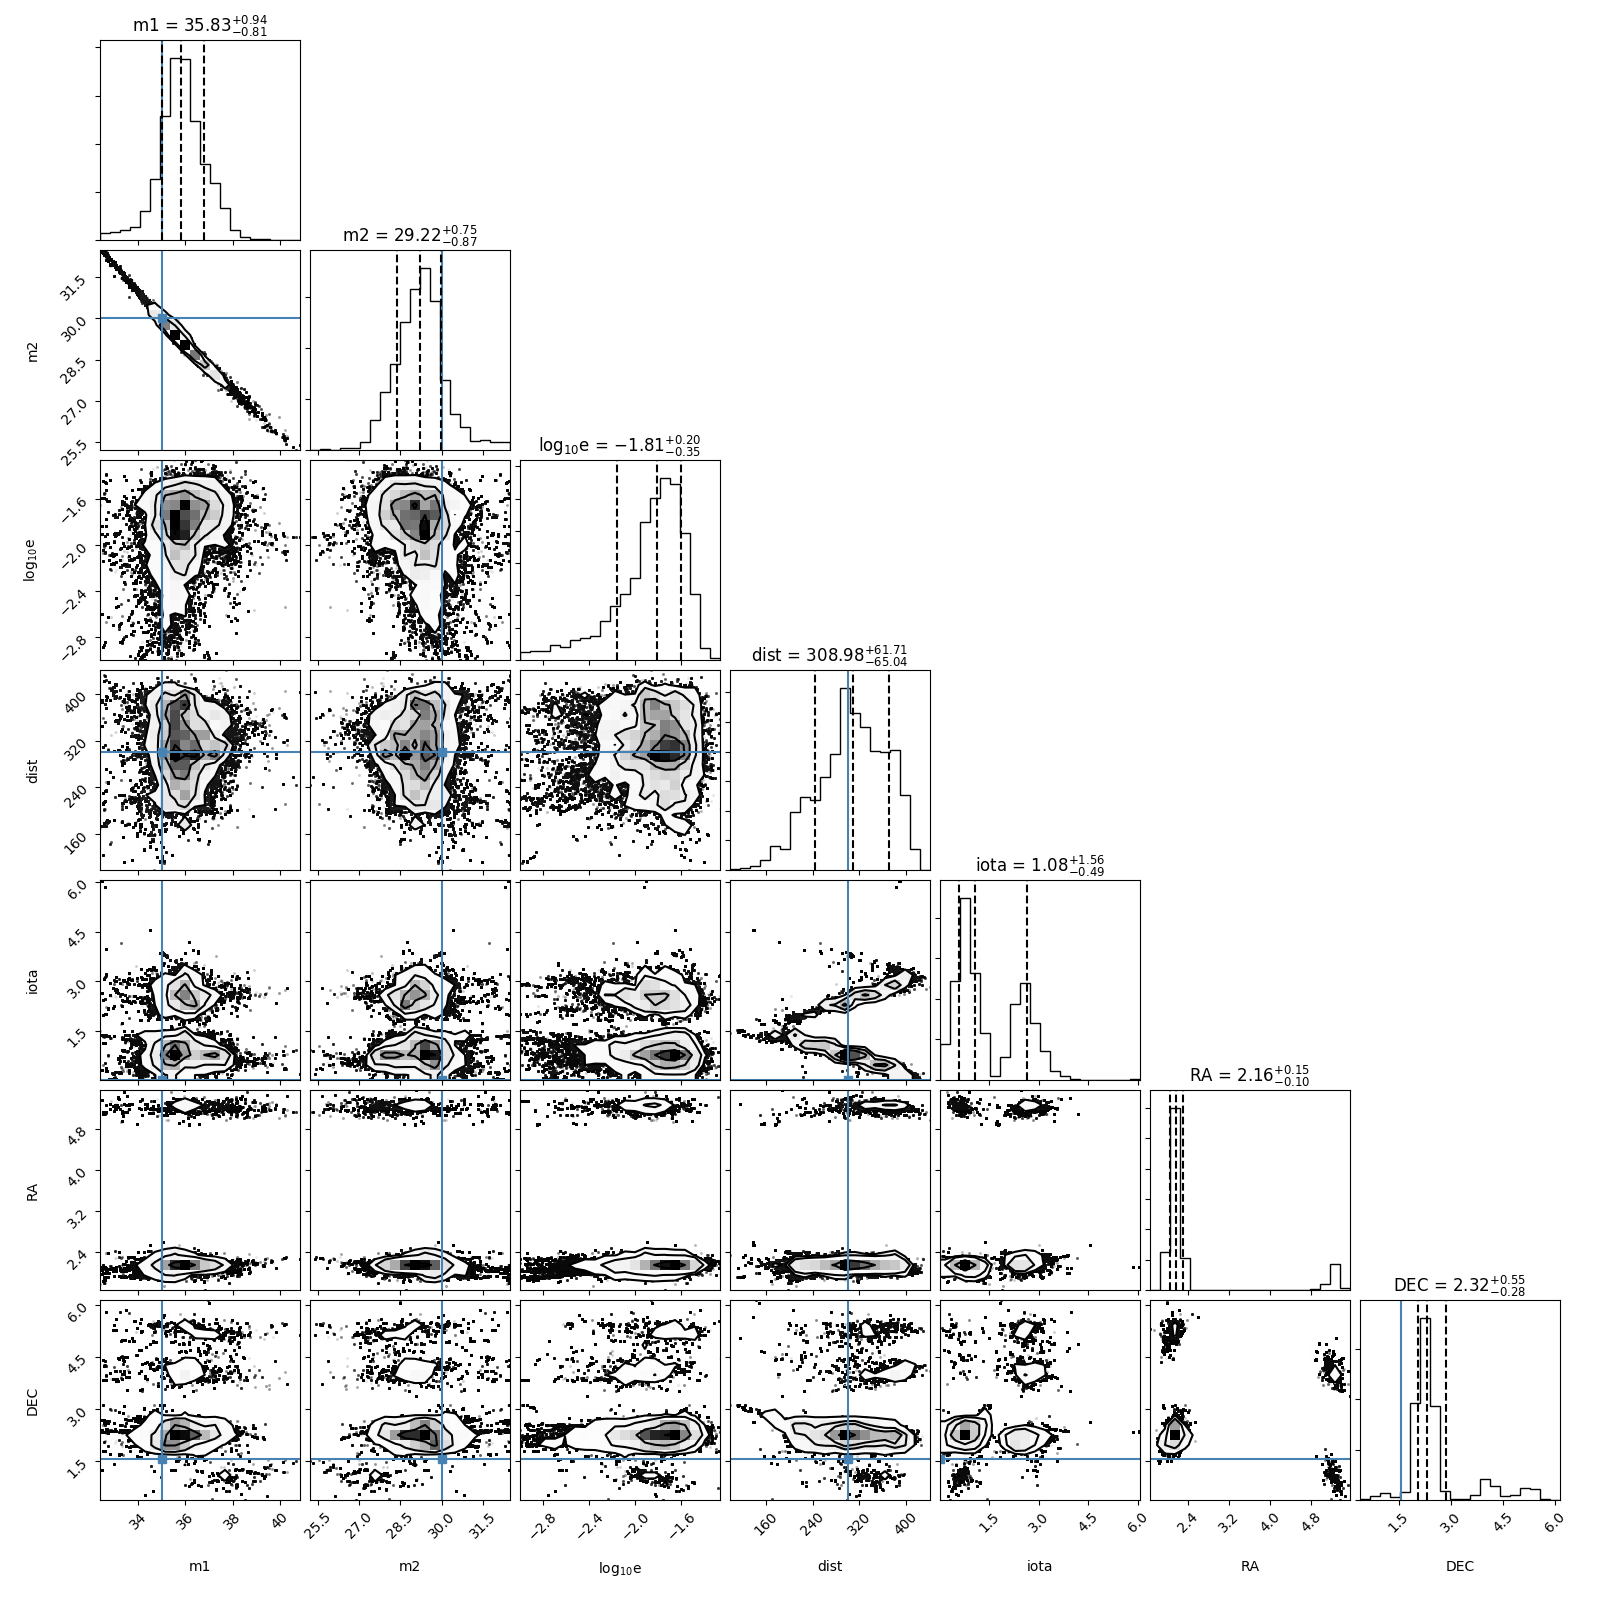 m1 = 35.83 +0.94 −0.81
m2 = 29.22 +0.75 −0.87
31.5
30.0
28.5
27.0
25.5
m2
log10e = −1.81 +0.20 −0.35
−1.6
−2.0
−2.4
−2.8
log10e
dist = 308.98 +61.71 −65.04
400
320
240
160
dist
iota = 1.08 +1.56 −0.49
6.0
4.5
3.0
1.5
iota
RA = 2.16 +0.15 −0.10
4.8
4.0
3.2
2.4
RA
DEC = 2.32 +0.55 −0.28
6.0
4.5
3.0
1.5
DEC
34 36 38 40 25.5 27.0 28.5 30.0 31.5 −2.8 −2.4 −2.0 −1.6 160 240 320 400 1.5 3.0 4.5 6.0 2.4 3.2 4.0 4.8 1.5 3.0 4.5 6.0
m1 m2 log10e dist iota RA DEC